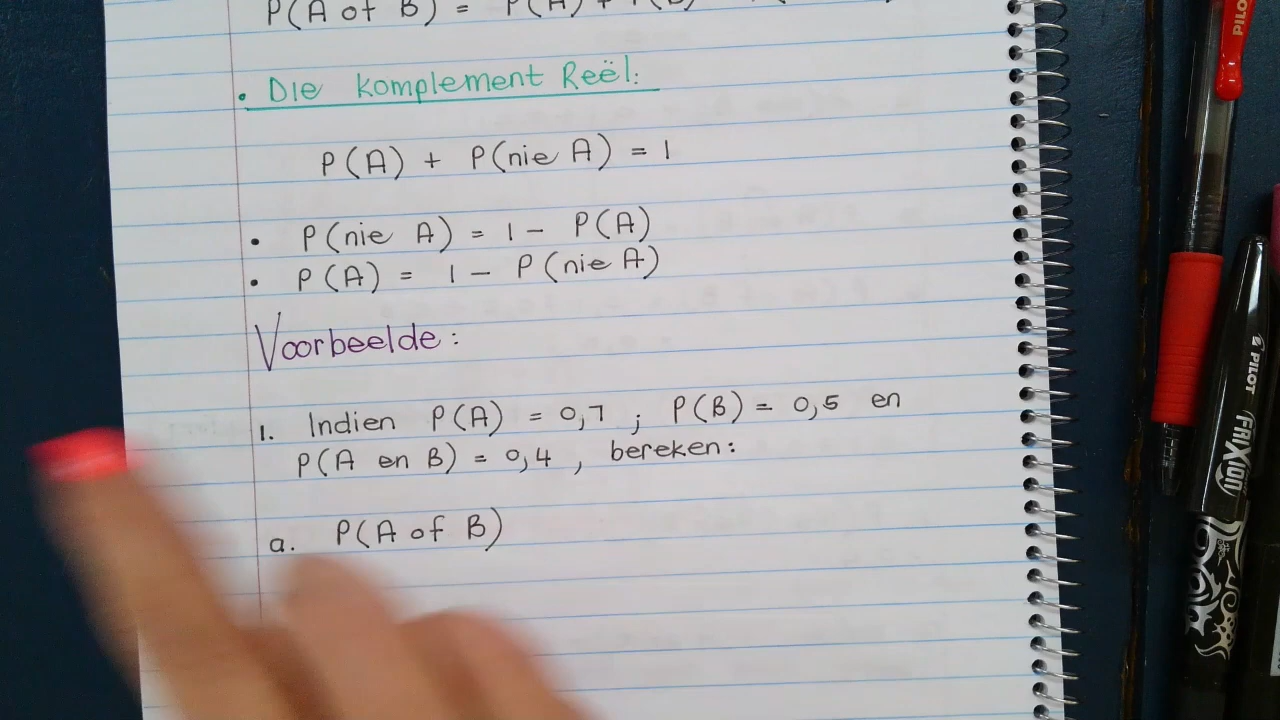 P(A of B) = P(A) + P(B)
• Die komplement Reël:
P(A) + P(nie A) = 1
• P(nie A) = 1 - P(A)
• P(A) = 1 - P(nie A)
Voorbeelde:
1. Indien P(A) = 0,7 ; P(B) = 0,5 en
P(A en B) = 0,4 , bereken:
a. P(A of B)
PILOT
PILOT
FRIXION